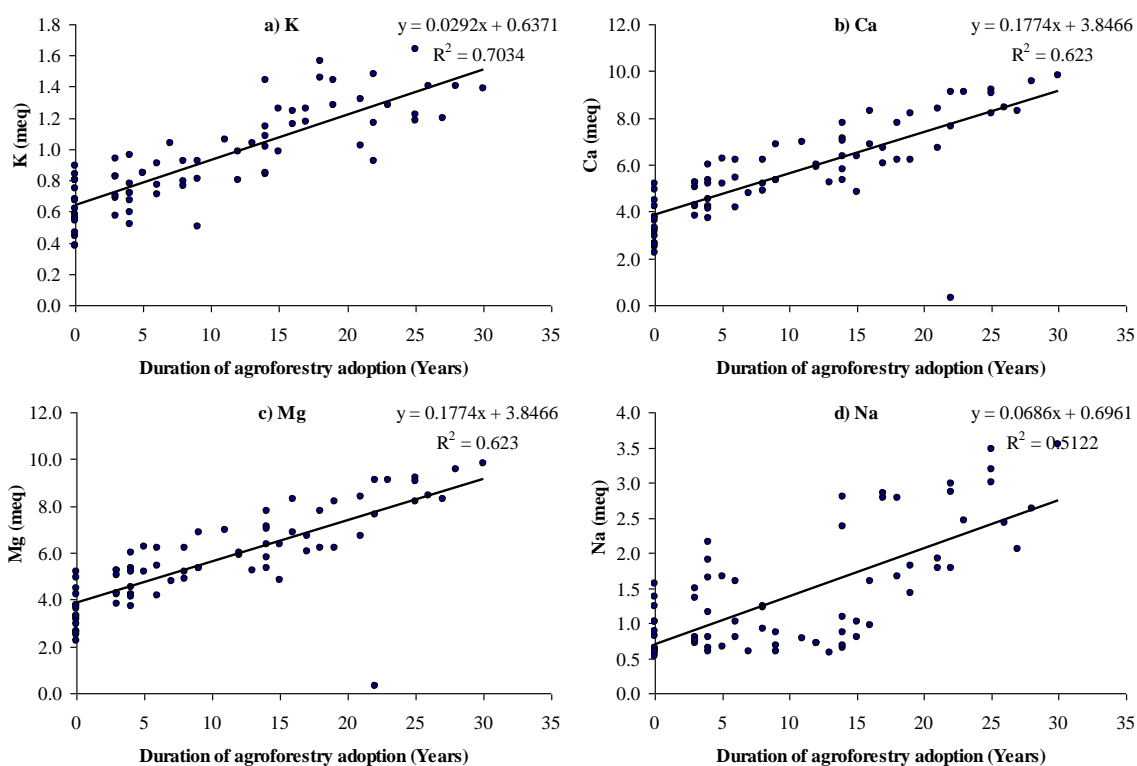 a) K
y = 0.0292x + 0.6371
R² = 0.7034
1.8
1.6
1.4
1.2
1.0
0.8
0.6
0.4
0.2
0.0
K (meq)
0 5 10 15 20 25 30 35
Duration of agroforestry adoption (Years)
b) Ca
y = 0.1774x + 3.8466
R² = 0.623
12.0
10.0
8.0
6.0
4.0
2.0
0.0
Ca (meq)
0 5 10 15 20 25 30 35
Duration of agroforestry adoption (Years)
c) Mg
y = 0.1774x + 3.8466
R² = 0.623
12.0
10.0
8.0
6.0
4.0
2.0
0.0
Mg (meq)
0 5 10 15 20 25 30 35
Duration of agroforestry adoption (Years)
d) Na
y = 0.0686x + 0.6961
R² = 0.5122
4.0
3.5
3.0
2.5
2.0
1.5
1.0
0.5
0.0
Na (meq)
0 5 10 15 20 25 30 35
Duration of agroforestry adoption (Years)